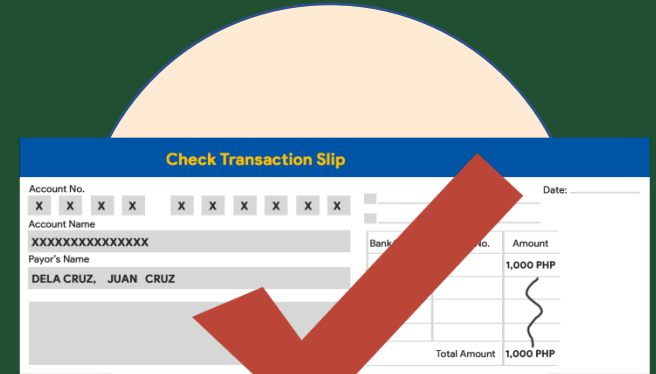 Check Transaction Slip
Account No.
Date:
X X X X X X X X X X
Account Name
XXXXXXXXXXXXXXX
Bank No. Amount
Payor's Name
1,000 PHP
DELA CRUZ, JUAN CRUZ
Total Amount 1,000 PHP